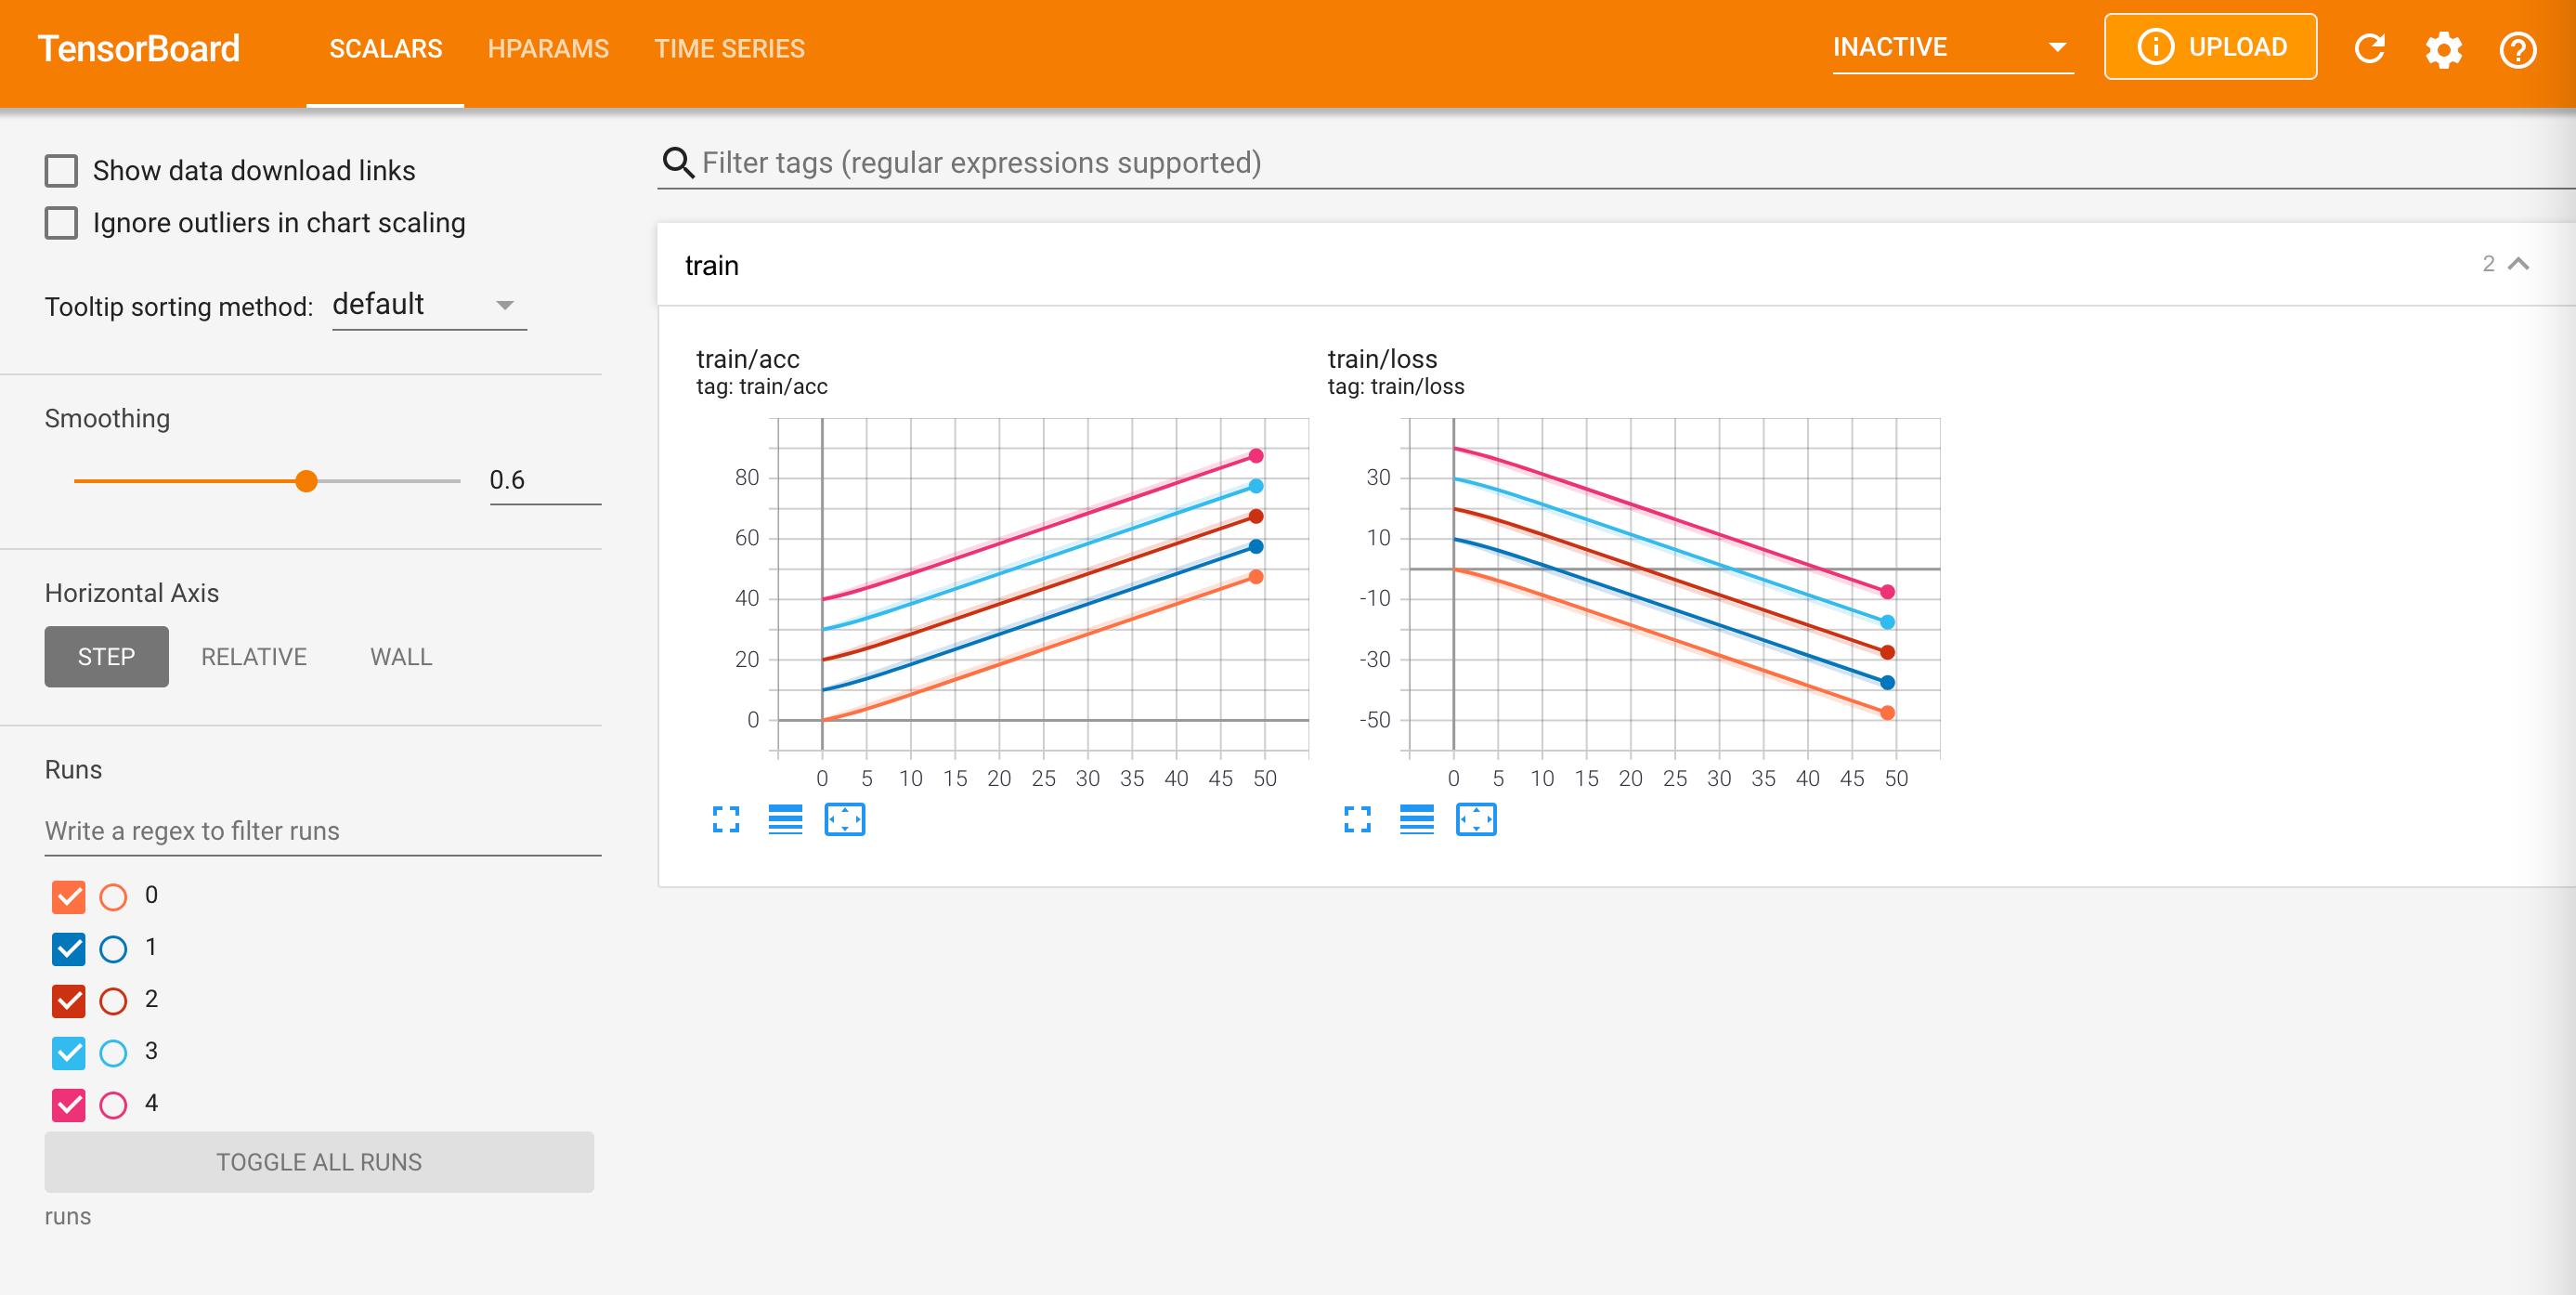 TensorBoard SCALARS HPARAMS TIME SERIES INACTIVE UPLOAD
Show data download links
Ignore outliers in chart scaling
Tooltip sorting method: default
Smoothing
0.6
Horizontal Axis
STEP RELATIVE WALL
Runs
Write a regex to filter runs
0
1
2
3
4
TOGGLE ALL RUNS
runs
Filter tags (regular expressions supported)
train 2
train/acc
tag: train/acc
80
60
40
20
0
0 5 10 15 20 25 30 35 40 45 50
train/loss
tag: train/loss
30
10
-10
-30
-50
0 5 10 15 20 25 30 35 40 45 50